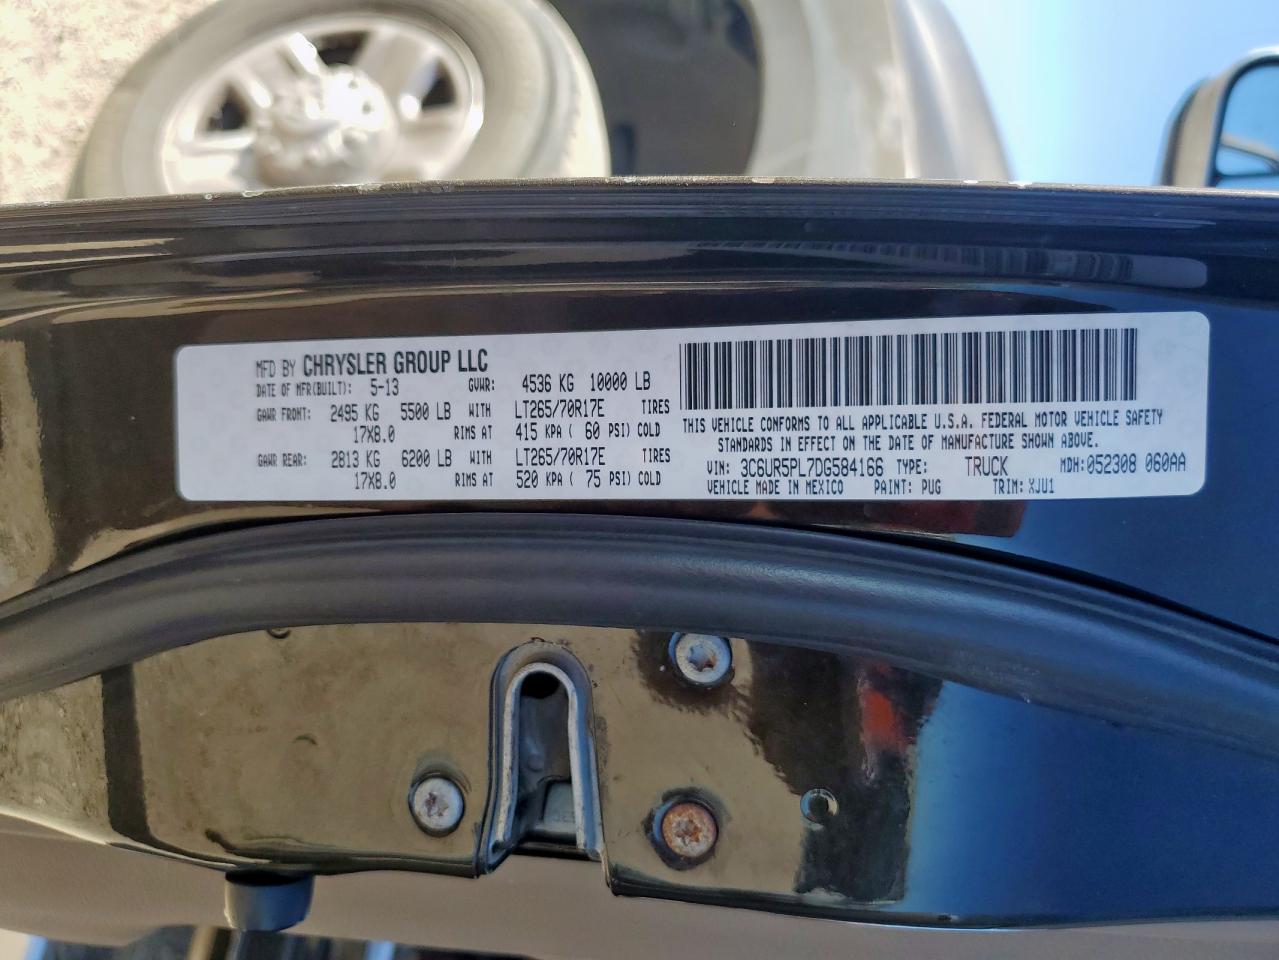 MFD BY CHRYSLER GROUP LLC
DATE OF MFR(BUILT): 5-13 GVWR: 4536 KG 10000 LB
GAWR FRONT: 2495 KG 5500 LB WITH LT265/70R17E TIRES
17X8.0 RIMS AT 415 KPA ( 60 PSI) COLD
GAWR REAR: 2813 KG 6200 LB WITH LT265/70R17E TIRES
17X8.0 RIMS AT 520 KPA ( 75 PSI) COLD
THIS VEHICLE CONFORMS TO ALL APPLICABLE U.S.A. FEDERAL MOTOR VEHICLE SAFETY
STANDARDS IN EFFECT ON THE DATE OF MANUFACTURE SHOWN ABOVE.
VIN: 3C6UR5PL7DG584166 TYPE: TRUCK MDH:052308 060AA
VEHICLE MADE IN MEXICO PAINT: PUG TRIM: XJU1